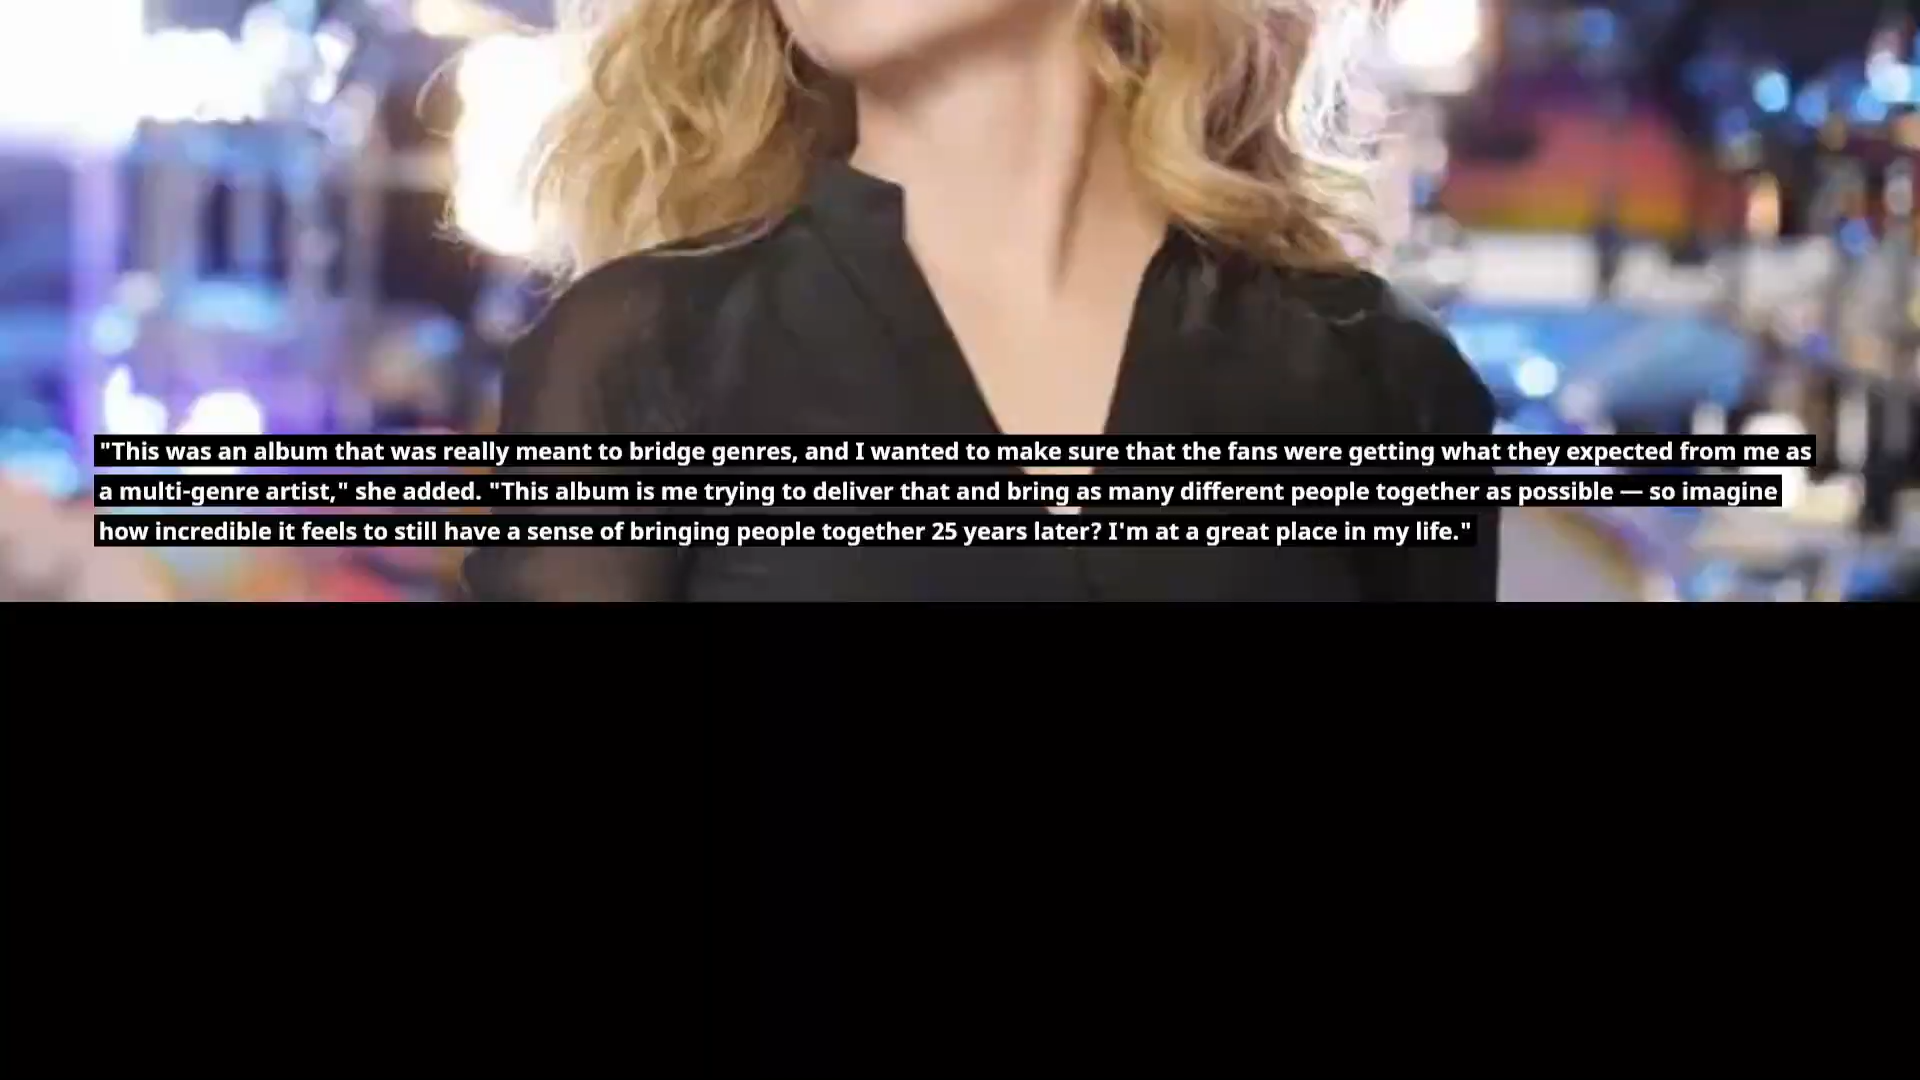 "This was an album that was really meant to bridge genres, and I wanted to make sure that the fans were getting what they expected from me as
a multi-genre artist," she added. "This album is me trying to deliver that and bring as many different people together as possible — so imagine
how incredible it feels to still have a sense of bringing people together 25 years later? I'm at a great place in my life."